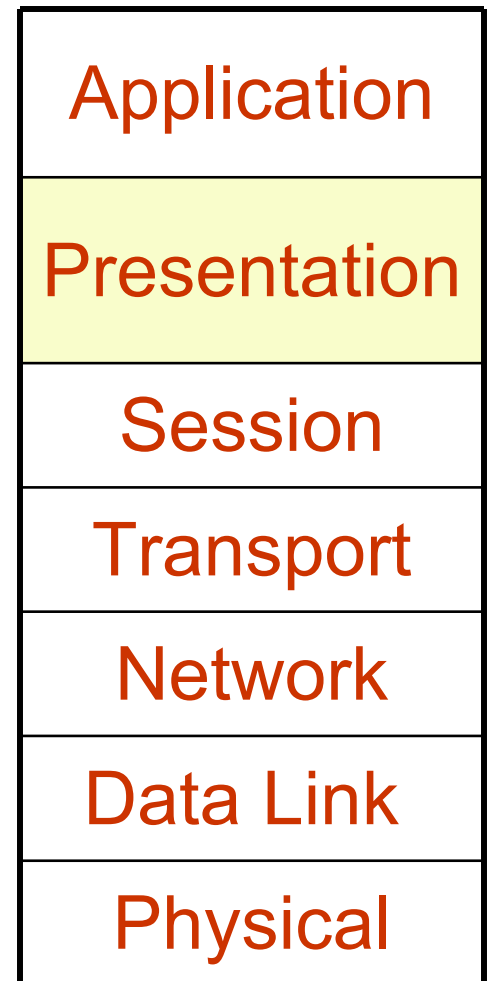 Application
Presentation
Session
Transport
Network
Data Link
Physical